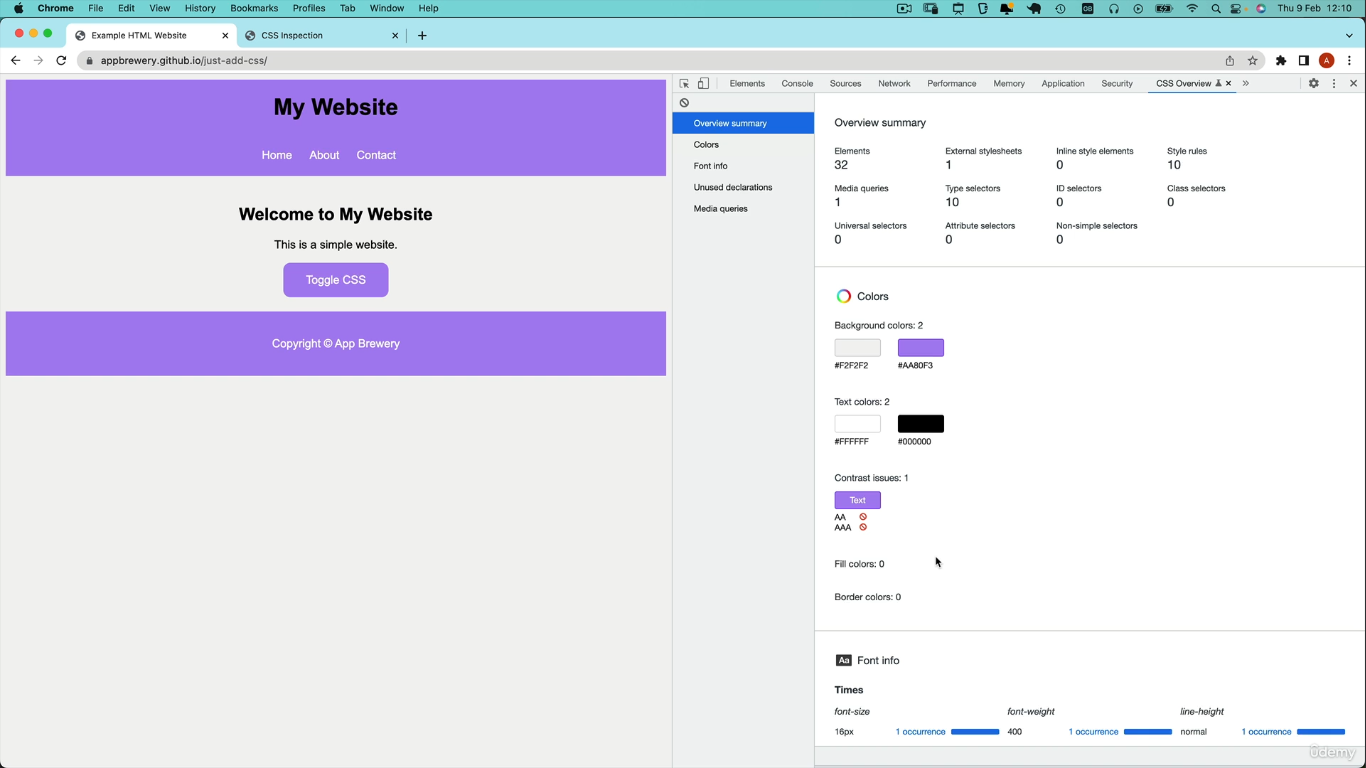 Chrome File Edit View History Bookmarks Profiles Tab Window Help Thu 9 Feb 12:10
Example HTML Website CSS Inspection
appbrewery.github.io/just-add-css/ A
My Website
Home About Contact
Welcome to My Website
This is a simple website.
Toggle CSS
Copyright © App Brewery
Elements Console Sources Network Performance Memory Application Security CSS Overview
Overview summary
Colors
Font info
Unused declarations
Media queries
Overview summary
Elements External stylesheets Inline style elements Style rules
32 1 0 10
Media queries Type selectors ID selectors Class selectors
1 10 0 0
Universal selectors Attribute selectors Non-simple selectors
0 0 0
Colors
Background colors: 2
#F2F2F2 #AA80F3
Text colors: 2
#FFFFFF #000000
Contrast issues: 1
Text
AA
AAA
Fill colors: 0
Border colors: 0
Aa Font info
Times
font-size font-weight line-height
16px 1 occurrence 400 1 occurrence normal 1 occurrence
ûdemy